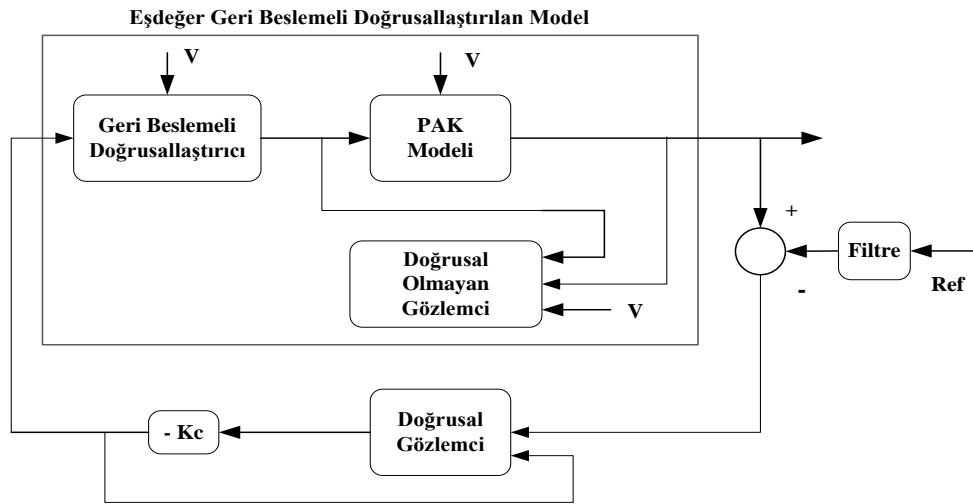 Eşdeğer Geri Beslemeli Doğrusallaştırılan Model
V
V
Geri Beslemeli
Doğrusallaştırıcı
PAK
Modeli
+
Doğrusal
Olmayan
Gözlemci
Filtre
-
Ref
V
- Kc
Doğrusal
Gözlemci